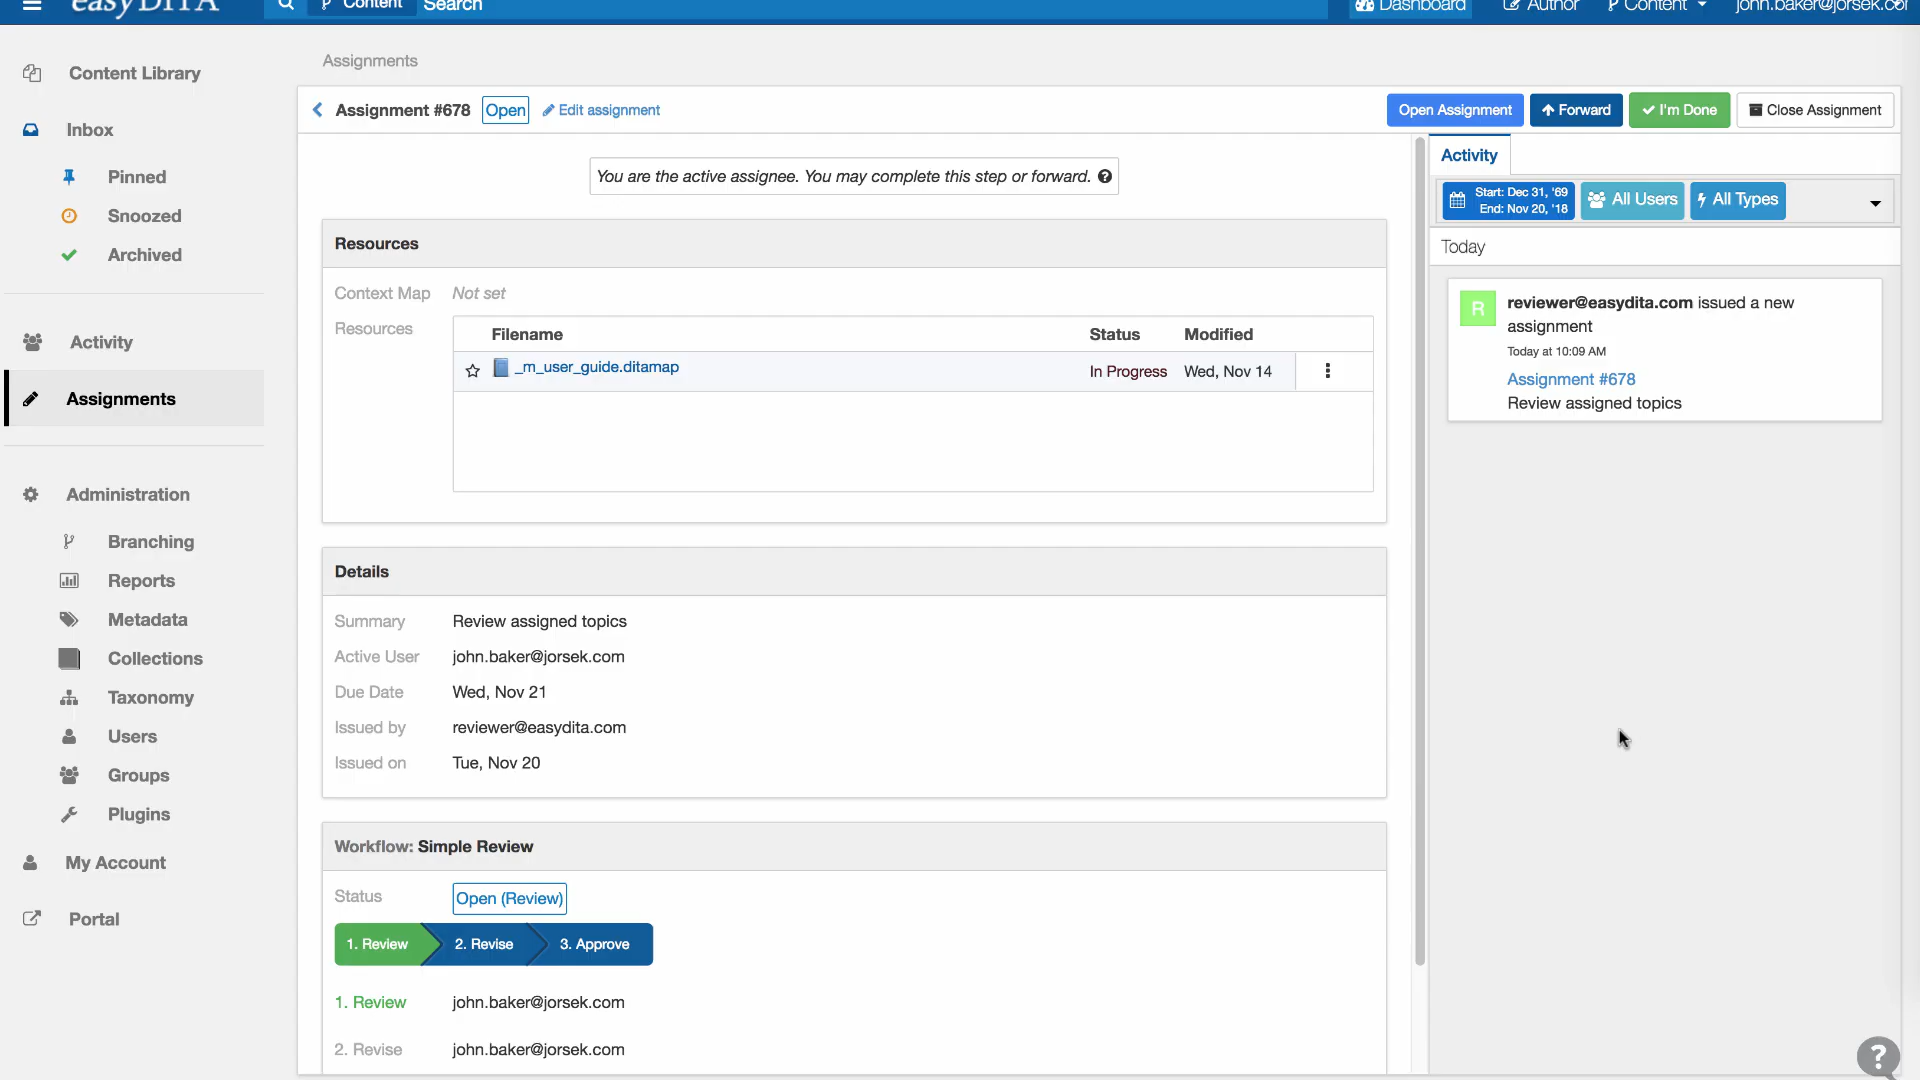 easyDITA
Content
Search
Dashboard
Author
Content
john.baker@jorsek.com
Content Library
Inbox
Pinned
Snoozed
Archived
Activity
Assignments
Administration
Branching
Reports
Metadata
Collections
Taxonomy
Users
Groups
Plugins
My Account
Portal
Assignments
Assignment #678
Open
Edit assignment
Open Assignment
Forward
I'm Done
Close Assignment
You are the active assignee. You may complete this step or forward. ?
Resources
Context Map Not set
Resources
Filename Status Modified
_m_user_guide.ditamap In Progress Wed, Nov 14
Details
Summary Review assigned topics
Active User john.baker@jorsek.com
Due Date Wed, Nov 21
Issued by reviewer@easydita.com
Issued on Tue, Nov 20
Workflow: Simple Review
Status Open (Review)
1. Review 2. Revise 3. Approve
1. Review john.baker@jorsek.com
2. Revise john.baker@jorsek.com
Activity
Start: Dec 31, '69
End: Nov 20, '18
All Users
All Types
Today
R
reviewer@easydita.com issued a new
assignment
Today at 10:09 AM
Assignment #678
Review assigned topics
?